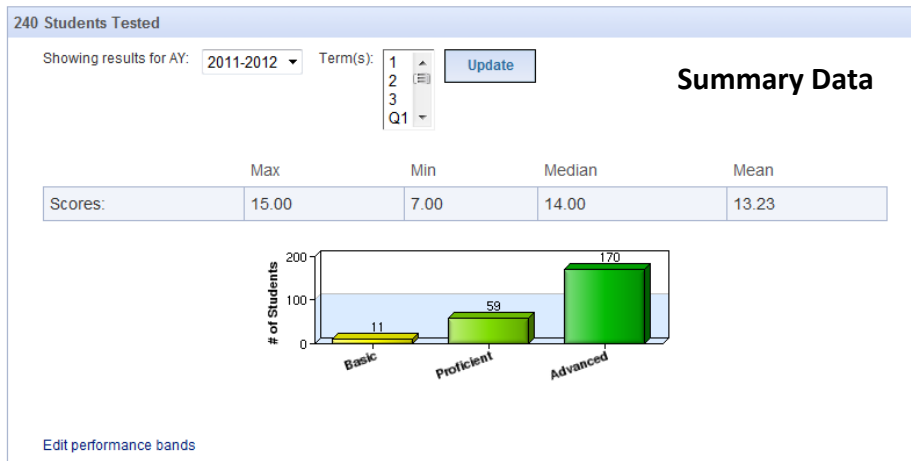 240 Students Tested
Showing results for AY: 2011-2012 Term(s): 1 Update
2
3
Q1
Summary Data
Max Min Median Mean
Scores: 15.00 7.00 14.00 13.23
# of Students
200
100
0
11
59
170
Basic
Proficient
Advanced
Edit performance bands